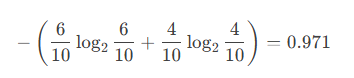 − ( 6/10 log₂ 6/10 + 4/10 log₂ 4/10 ) = 0.971